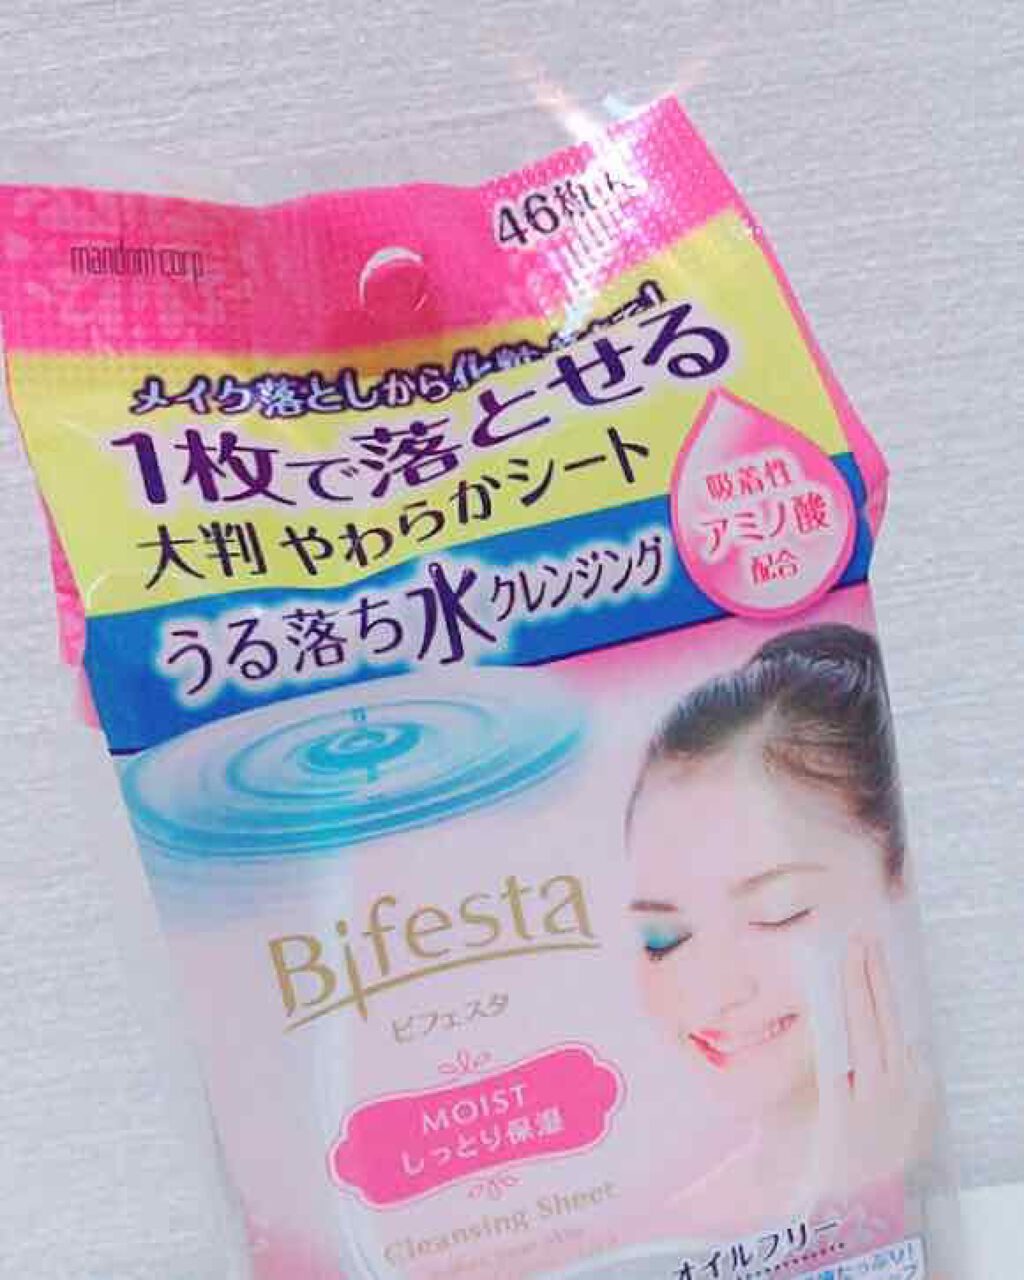 mandom corp.
46枚入
メイク落としから化粧
1枚で落とせる
大判 やわらかシート
吸着性
アミノ酸
配合
うる落ち水クレンジング
Bifesta
ビフェスタ
MOIST
しっとり保湿
Cleansing Sheet
オイルフリー